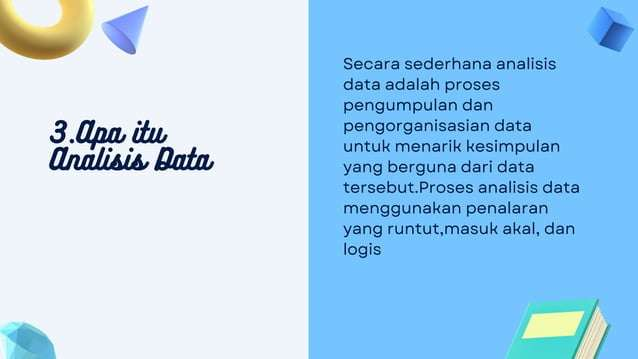 3.Apa itu
Analisis Data
Secara sederhana analisis
data adalah proses
pengumpulan dan
pengorganisasian data
untuk menarik kesimpulan
yang berguna dari data
tersebut.Proses analisis data
menggunakan penalaran
yang runtut,masuk akal, dan
logis